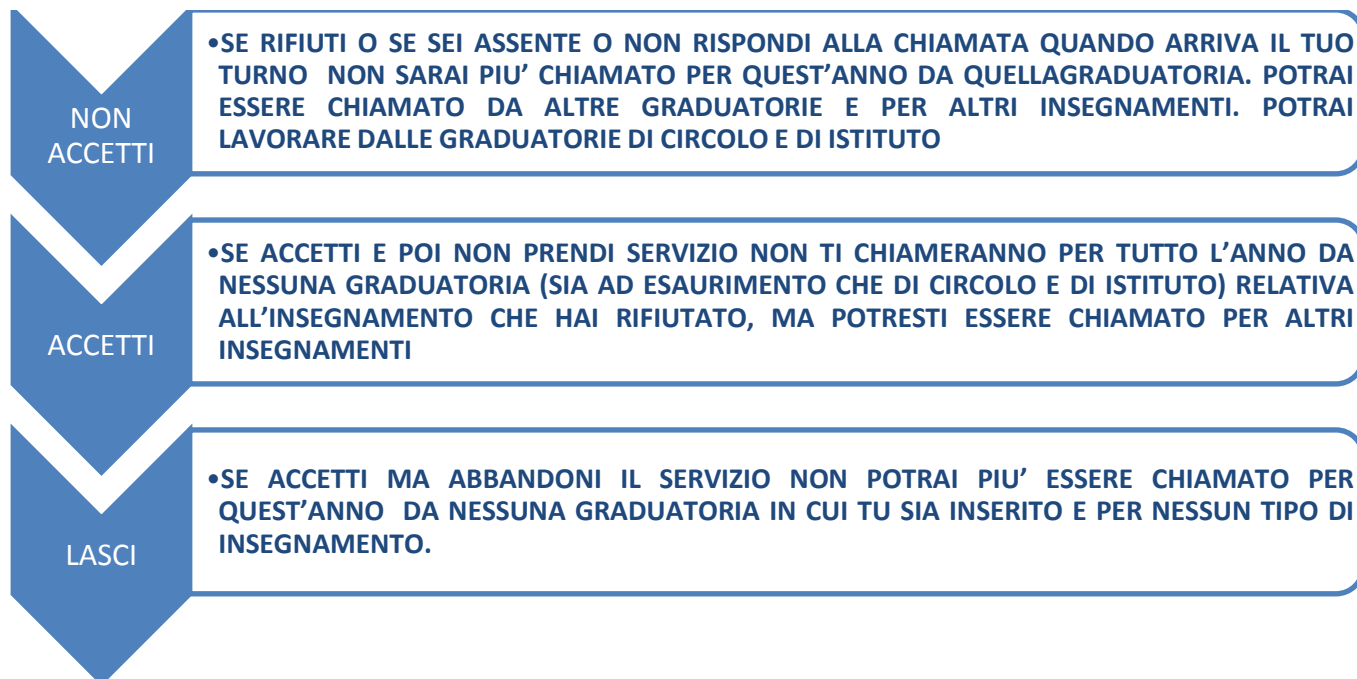 NON
ACCETTI
•SE RIFIUTI O SE SEI ASSENTE O NON RISPONDI ALLA CHIAMATA QUANDO ARRIVA IL TUO
TURNO NON SARAI PIU’ CHIAMATO PER QUEST’ANNO DA QUELLAGRADUATORIA. POTRAI
ESSERE CHIAMATO DA ALTRE GRADUATORIE E PER ALTRI INSEGNAMENTI. POTRAI
LAVORARE DALLE GRADUATORIE DI CIRCOLO E DI ISTITUTO
ACCETTI
•SE ACCETTI E POI NON PRENDI SERVIZIO NON TI CHIAMERANNO PER TUTTO L’ANNO DA
NESSUNA GRADUATORIA (SIA AD ESAURIMENTO CHE DI CIRCOLO E DI ISTITUTO) RELATIVA
ALL’INSEGNAMENTO CHE HAI RIFIUTATO, MA POTRESTI ESSERE CHIAMATO PER ALTRI
INSEGNAMENTI
LASCI
•SE ACCETTI MA ABBANDONI IL SERVIZIO NON POTRAI PIU’ ESSERE CHIAMATO PER
QUEST’ANNO DA NESSUNA GRADUATORIA IN CUI TU SIA INSERITO E PER NESSUN TIPO DI
INSEGNAMENTO.